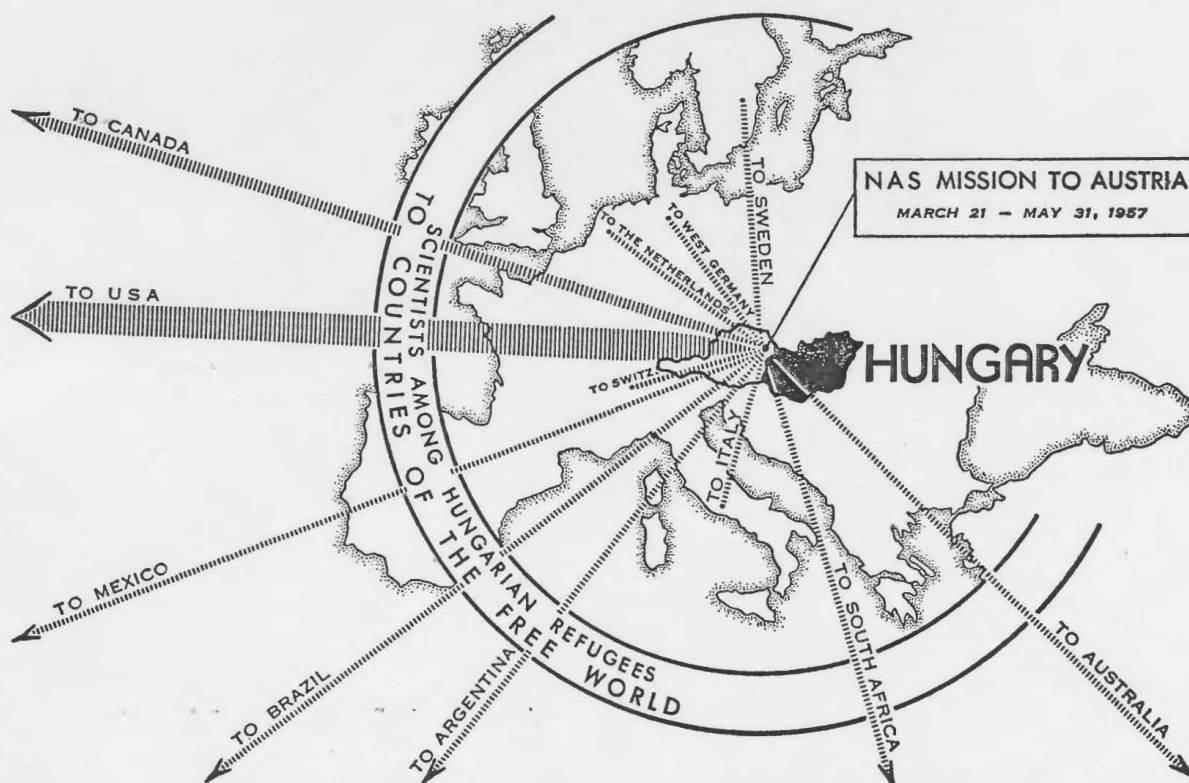 TO CANADA
TO USA
TO SCIENTISTS AMONG HUNGARIAN REFUGEES
COUNTRIES OF THE FREE WORLD
TO SWEDEN
TO WEST GERMANY
TO THE NETHERLANDS
NAS MISSION TO AUSTRIA
MARCH 21 – MAY 31, 1957
HUNGARY
TO SWITZ
TO ITALY
TO MEXICO
TO BRAZIL
TO ARGENTINA
TO SOUTH AFRICA
TO AUSTRALIA